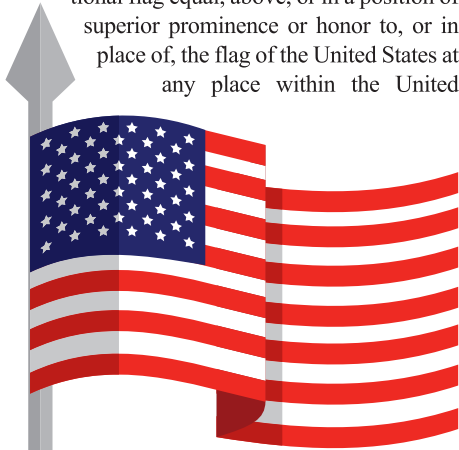 tional flag equal, above, or in a position of
superior prominence or honor to, or in
place of, the flag of the United States at
any place within the United